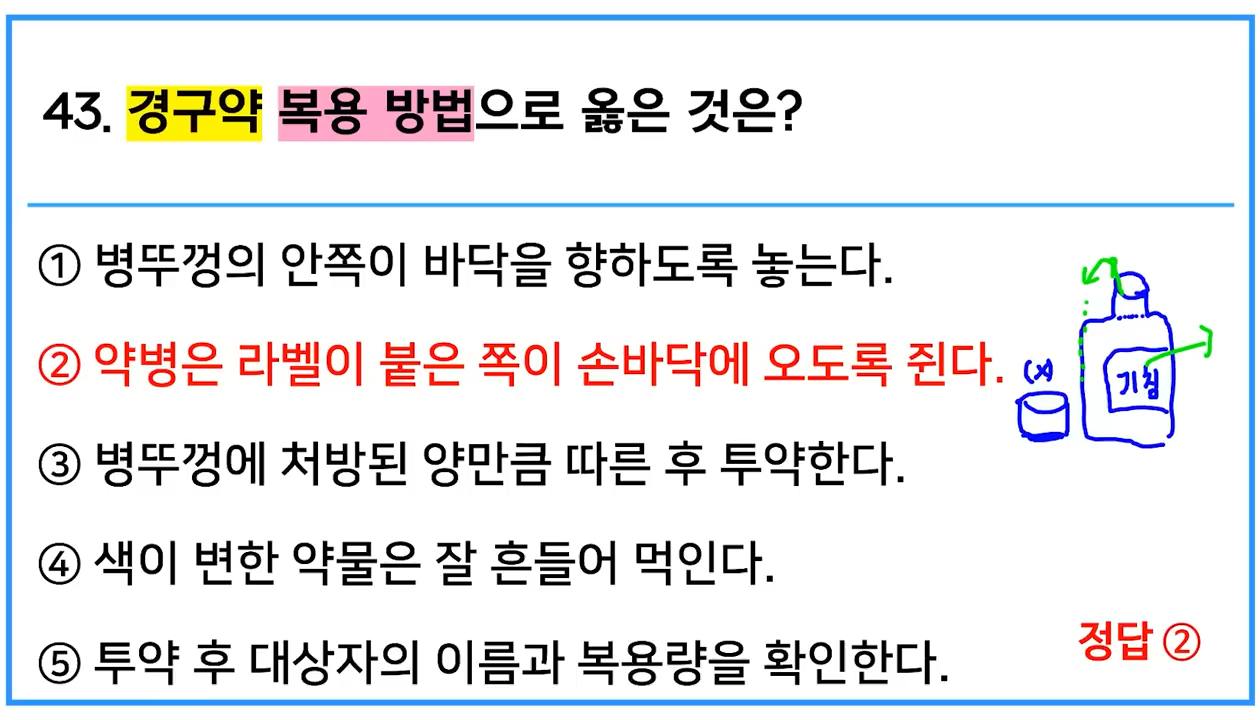 43. 경구약 복용 방법으로 옳은 것은?
① 병뚜껑의 안쪽이 바닥을 향하도록 놓는다.
② 약병은 라벨이 붙은 쪽이 손바닥에 오도록 쥔다.
(x)
기침
③ 병뚜껑에 처방된 양만큼 따른 후 투약한다.
④ 색이 변한 약물은 잘 흔들어 먹인다.
⑤ 투약 후 대상자의 이름과 복용량을 확인한다.
정답 ②